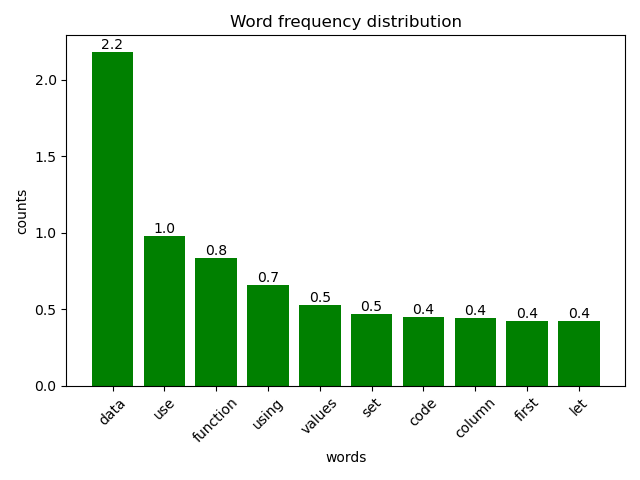 Word frequency distribution
2.2
1.0
0.8
0.7
0.5
0.5
0.4
0.4
0.4
0.4
2.0
1.5
1.0
0.5
0.0
counts
data
use
function
using
values
set
code
column
first
let
words